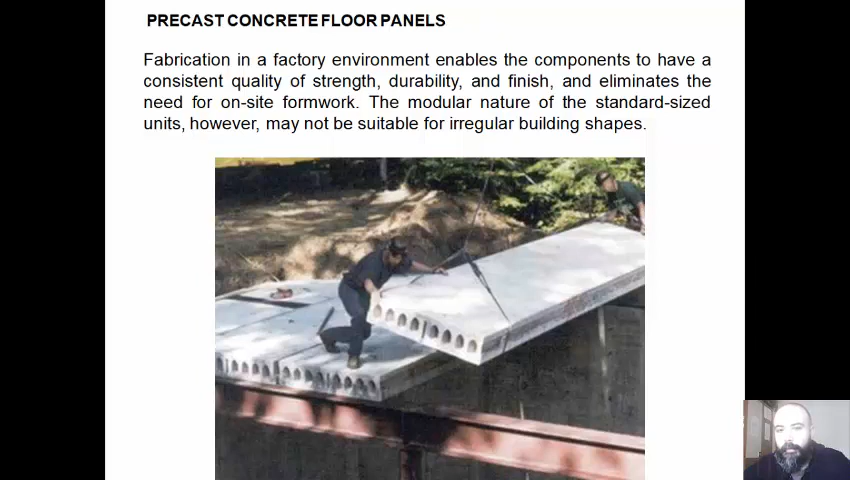 PRECAST CONCRETE FLOOR PANELS
Fabrication in a factory environment enables the components to have a
consistent quality of strength, durability, and finish, and eliminates the
need for on-site formwork. The modular nature of the standard-sized
units, however, may not be suitable for irregular building shapes.